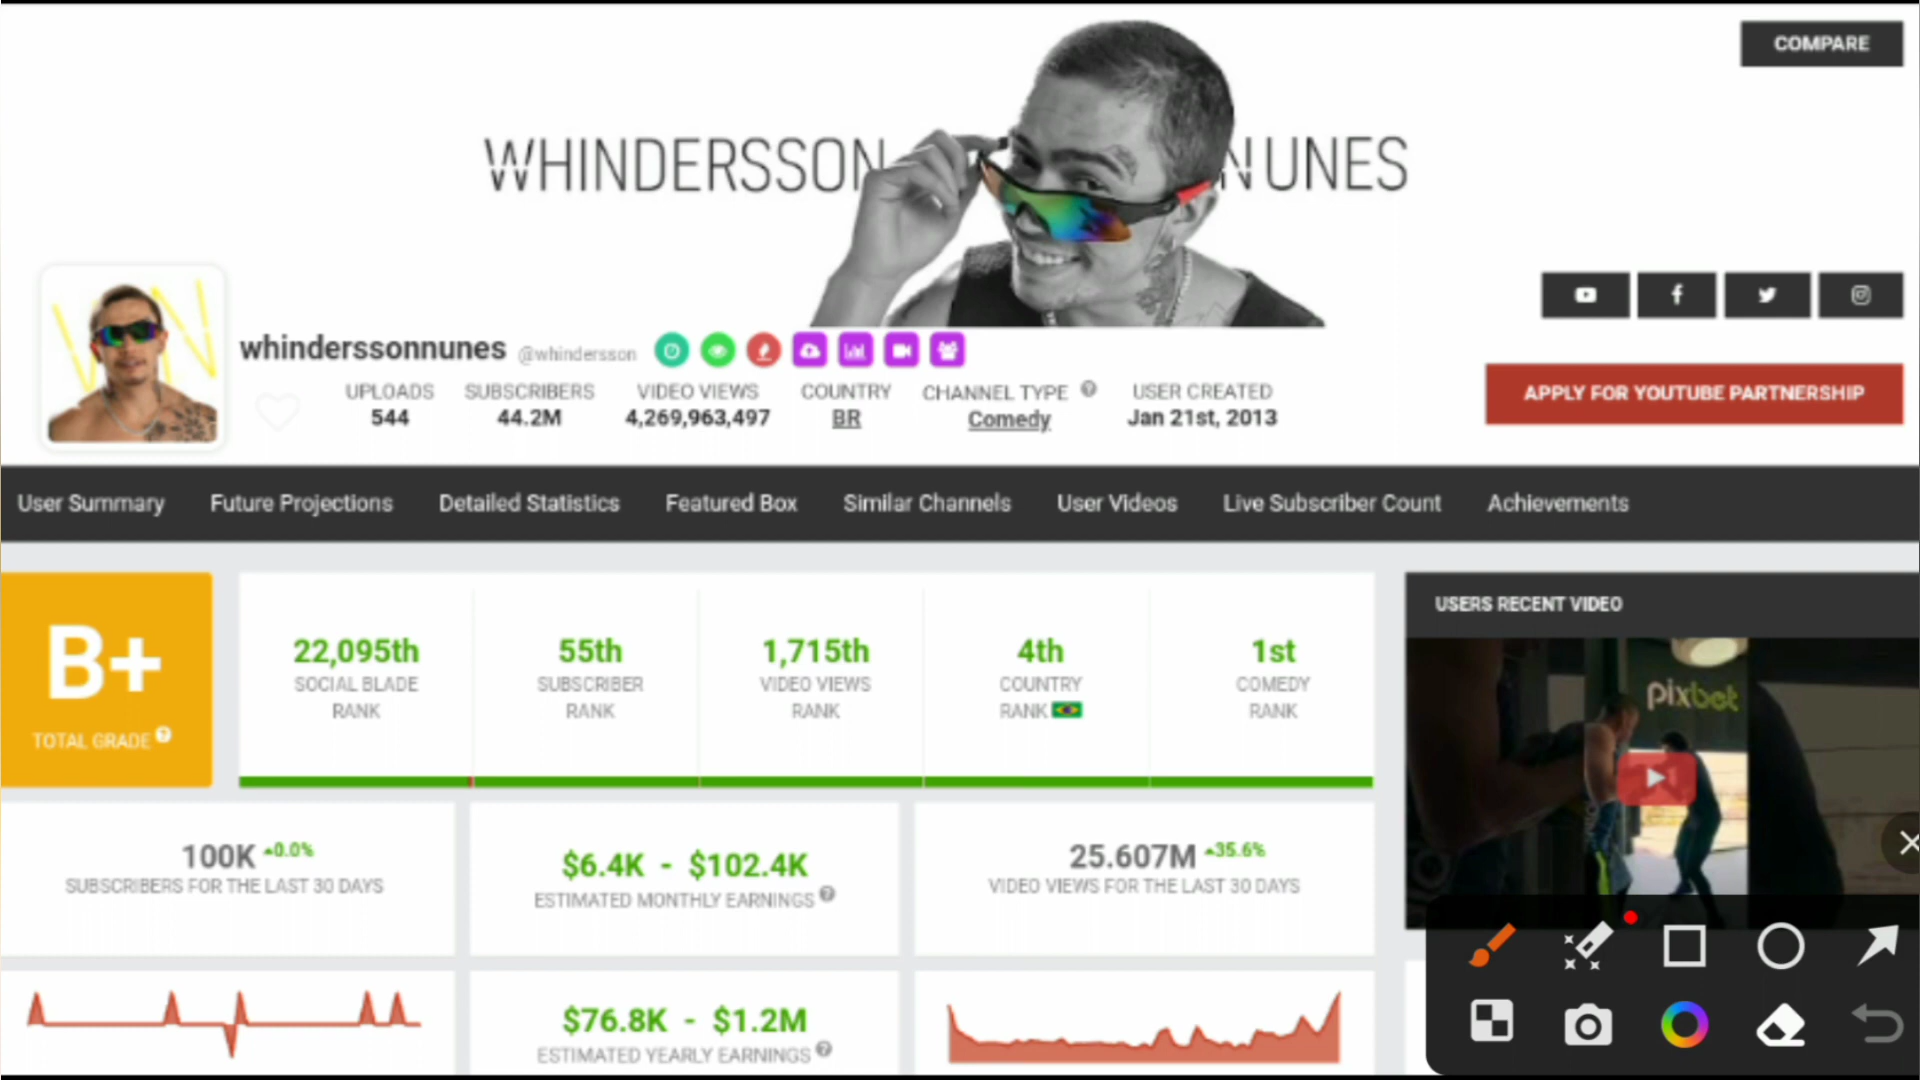 COMPARE
WHINDERSSON NUNES
whinderssonnunes @whindersson
UPLOADS SUBSCRIBERS VIDEO VIEWS COUNTRY CHANNEL TYPE USER CREATED
544 44.2M 4,269,963,497 BR Comedy Jan 21st, 2013
APPLY FOR YOUTUBE PARTNERSHIP
User Summary Future Projections Detailed Statistics Featured Box Similar Channels User Videos Live Subscriber Count Achievements
B+
TOTAL GRADE
22,095th
SOCIAL BLADE
RANK
55th
SUBSCRIBER
RANK
1,715th
VIDEO VIEWS
RANK
4th
COUNTRY
RANK
1st
COMEDY
RANK
USERS RECENT VIDEO
pixbet
100K 0.0%
SUBSCRIBERS FOR THE LAST 30 DAYS
$6.4K - $102.4K
ESTIMATED MONTHLY EARNINGS
25.607M 35.6%
VIDEO VIEWS FOR THE LAST 30 DAYS
$76.8K - $1.2M
ESTIMATED YEARLY EARNINGS